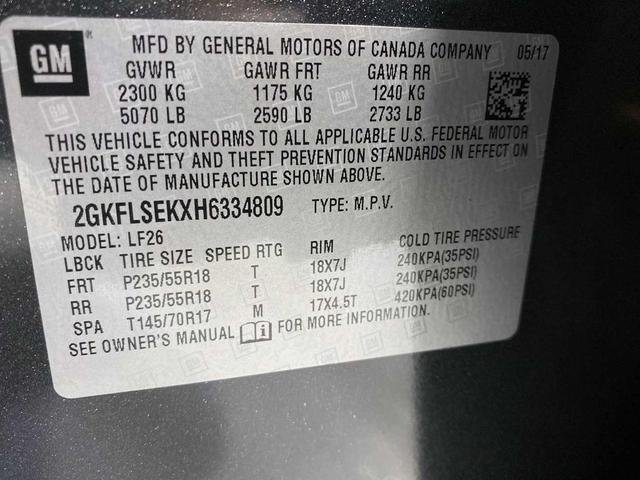 GM
MFD BY GENERAL MOTORS OF CANADA COMPANY 05/17
GVWR GAWR FRT GAWR RR
2300 KG 1175 KG 1240 KG
5070 LB 2590 LB 2733 LB
THIS VEHICLE CONFORMS TO ALL APPLICABLE U.S. FEDERAL MOTOR
VEHICLE SAFETY AND THEFT PREVENTION STANDARDS IN EFFECT ON
THE DATE OF MANUFACTURE SHOWN ABOVE.
2GKFLSEKXH6334809 TYPE: M.P.V.
MODEL: LF26
LBCK TIRE SIZE SPEED RTG RIM COLD TIRE PRESSURE
FRT P235/55R18 T 18X7J 240KPA(35PSI)
RR P235/55R18 T 18X7J 240KPA(35PSI)
SPA T145/70R17 M 17X4.5T 420KPA(60PSI)
SEE OWNER'S MANUAL i FOR MORE INFORMATION.